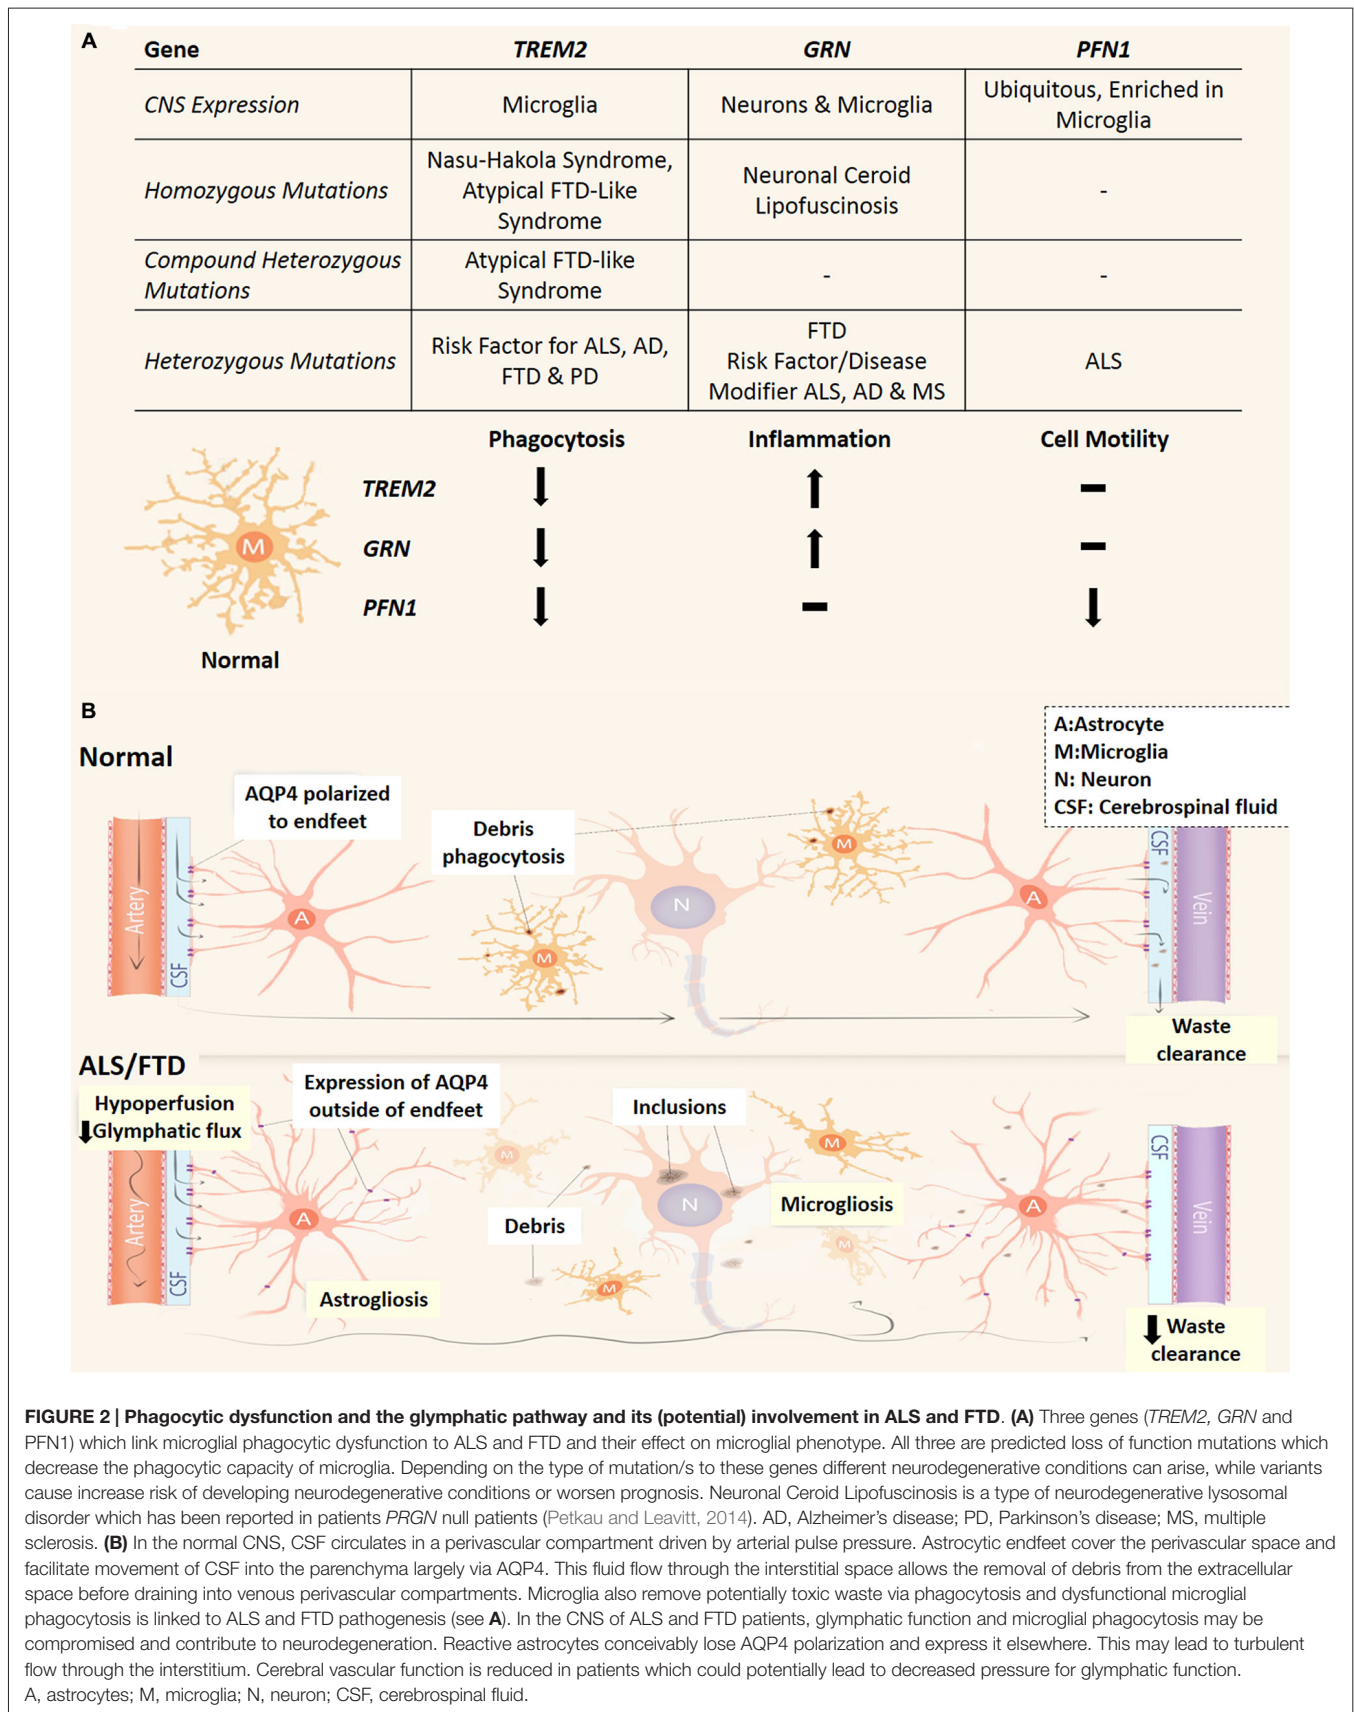 A
Gene TREM2 GRN PFN1
CNS Expression Microglia Neurons & Microglia Ubiquitous, Enriched in
Microglia
Homozygous Mutations Nasu-Hakola Syndrome,
Atypical FTD-Like
Syndrome
Neuronal Ceroid
Lipofuscinosis
-
Compound Heterozygous
Mutations
Atypical FTD-like
Syndrome
-
-
Heterozygous Mutations
Risk Factor for ALS, AD,
FTD & PD
FTD
Risk Factor/Disease
Modifier ALS, AD & MS
ALS
Phagocytosis Inflammation Cell Motility
TREM2
GRN
PFN1
M
Normal
B
Normal
A:Astrocyte
M:Microglia
N: Neuron
CSF: Cerebrospinal fluid
AQP4 polarized
to endfeet
Debris
phagocytosis
Artery
CSF
A
M
N
M
A
CSF
Vein
Waste
clearance
ALS/FTD
Hypoperfusion
Glymphatic flux
Expression of AQP4
outside of endfeet
Inclusions
Microgliosis
Debris
Astrogliosis
Artery
CSF
A
M
M
N
M
M
A
CSF
Vein
Waste
clearance
FIGURE 2 | Phagocytic dysfunction and the glymphatic pathway and its (potential) involvement in ALS and FTD. (A) Three genes (TREM2, GRN and
PFN1) which link microglial phagocytic dysfunction to ALS and FTD and their effect on microglial phenotype. All three are predicted loss of function mutations which
decrease the phagocytic capacity of microglia. Depending on the type of mutation/s to these genes different neurodegenerative conditions can arise, while variants
cause increase risk of developing neurodegenerative conditions or worsen prognosis. Neuronal Ceroid Lipofuscinosis is a type of neurodegenerative lysosomal
disorder which has been reported in patients PRGN null patients (Petkau and Leavitt, 2014). AD, Alzheimer's disease; PD, Parkinson's disease; MS, multiple
sclerosis. (B) In the normal CNS, CSF circulates in a perivascular compartment driven by arterial pulse pressure. Astrocytic endfeet cover the perivascular space and
facilitate movement of CSF into the parenchyma largely via AQP4. This fluid flow through the interstitial space allows the removal of debris from the extracellular
space before draining into venous perivascular compartments. Microglia also remove potentially toxic waste via phagocytosis and dysfunctional microglial
phagocytosis is linked to ALS and FTD pathogenesis (see A). In the CNS of ALS and FTD patients, glymphatic function and microglial phagocytosis may be
compromised and contribute to neurodegeneration. Reactive astrocytes conceivably lose AQP4 polarization and express it elsewhere. This may lead to turbulent
flow through the interstitium. Cerebral vascular function is reduced in patients which could potentially lead to decreased pressure for glymphatic function.
A, astrocytes; M, microglia; N, neuron; CSF, cerebrospinal fluid.